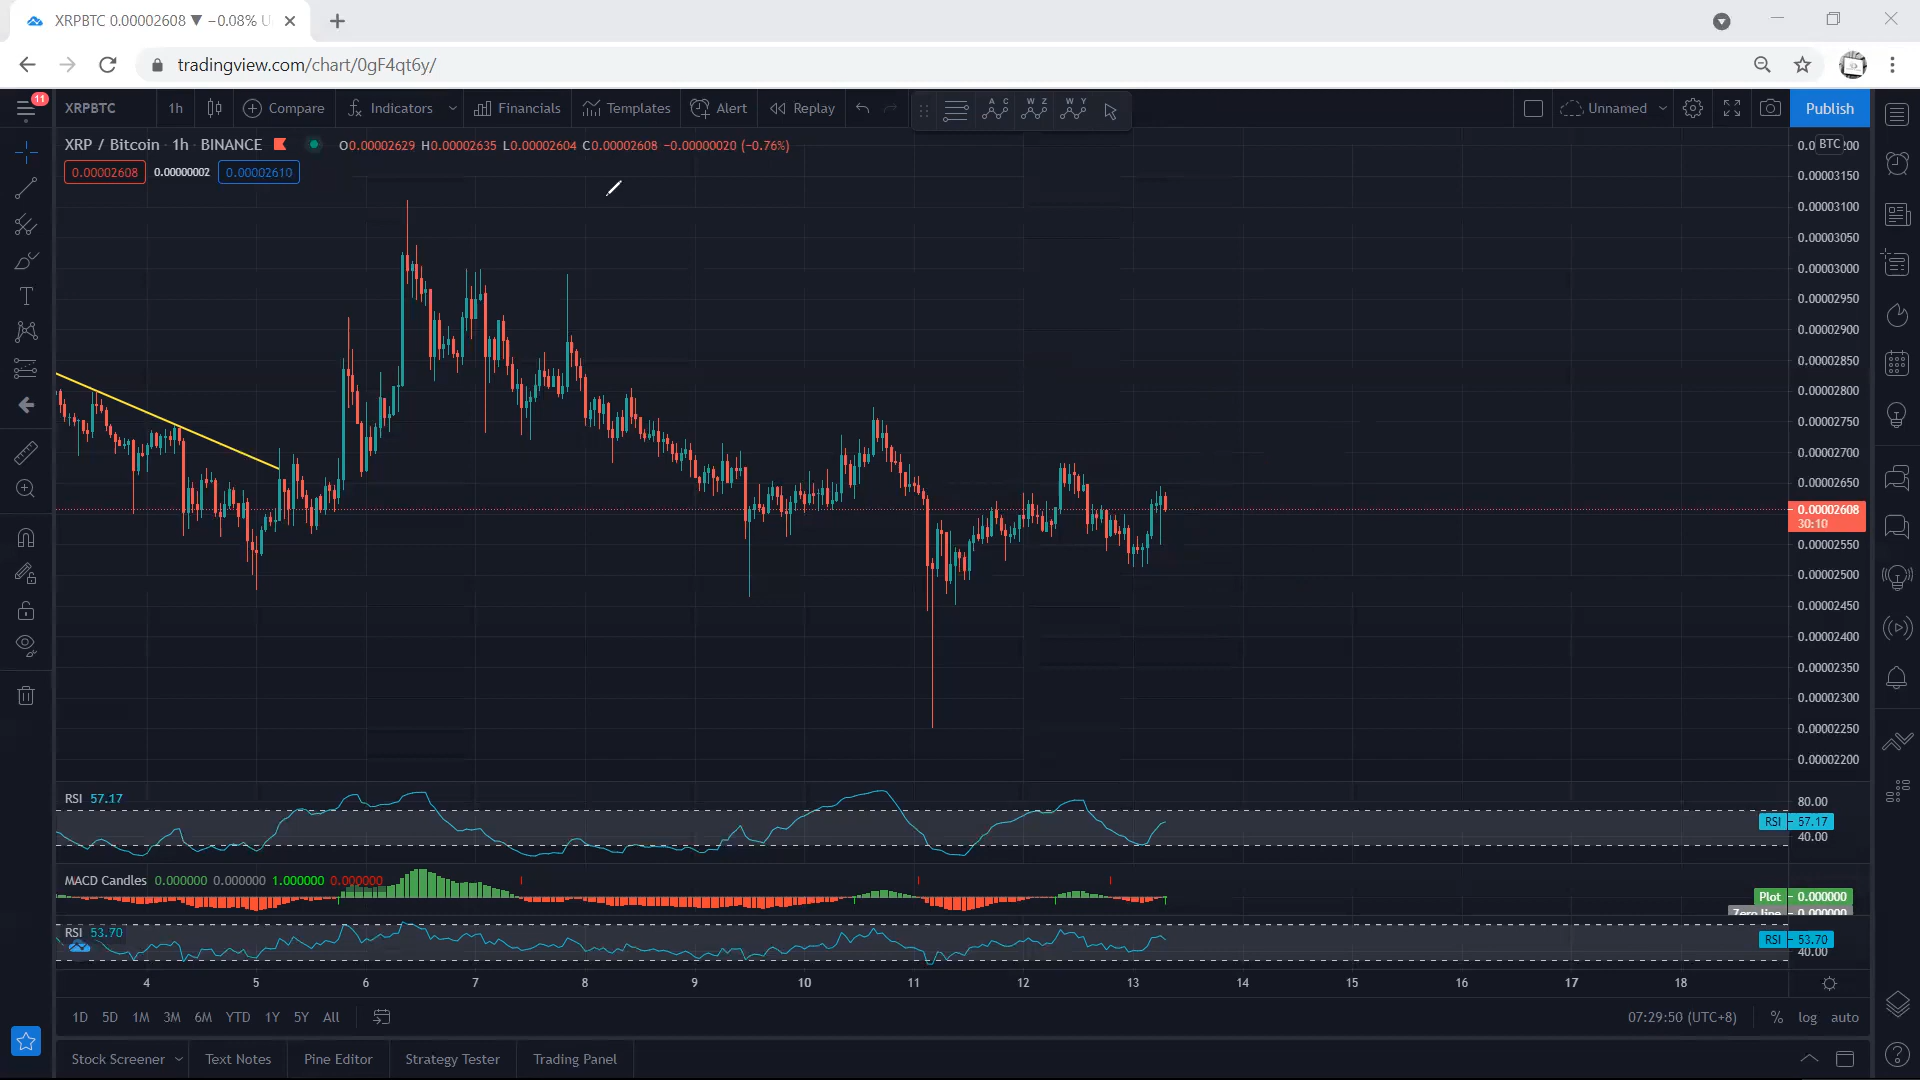 XRPBTC 0.00002608 ▼ −0.08% U
tradingview.com/chart/0gF4qt6y/
11
XRPBTC 1h Compare Indicators Financials Templates Alert Replay Unnamed Publish
A C W Z W Y
XRP / Bitcoin · 1h · BINANCE O0.00002629 H0.00002635 L0.00002604 C0.00002608 −0.00000020 (−0.76%)
0.00002608 0.00000002 0.00002610
BTC
0.00003150
0.00003100
0.00003050
0.00003000
0.00002950
0.00002900
0.00002850
0.00002800
0.00002750
0.00002700
0.00002650
0.00002608
30:10
0.00002550
0.00002500
0.00002450
0.00002400
0.00002350
0.00002300
0.00002250
0.00002200
RSI 57.17
80.00
RSI 57.17
40.00
MACD Candles 0.000000 0.000000 1.000000 0.000000
Plot 0.000000
Zero line 0.000000
RSI 53.70
RSI 53.70
40.00
4 5 6 7 8 9 10 11 12 13 14 15 16 17 18
1D 5D 1M 3M 6M YTD 1Y 5Y All 07:29:50 (UTC+8) % log auto
Stock Screener Text Notes Pine Editor Strategy Tester Trading Panel